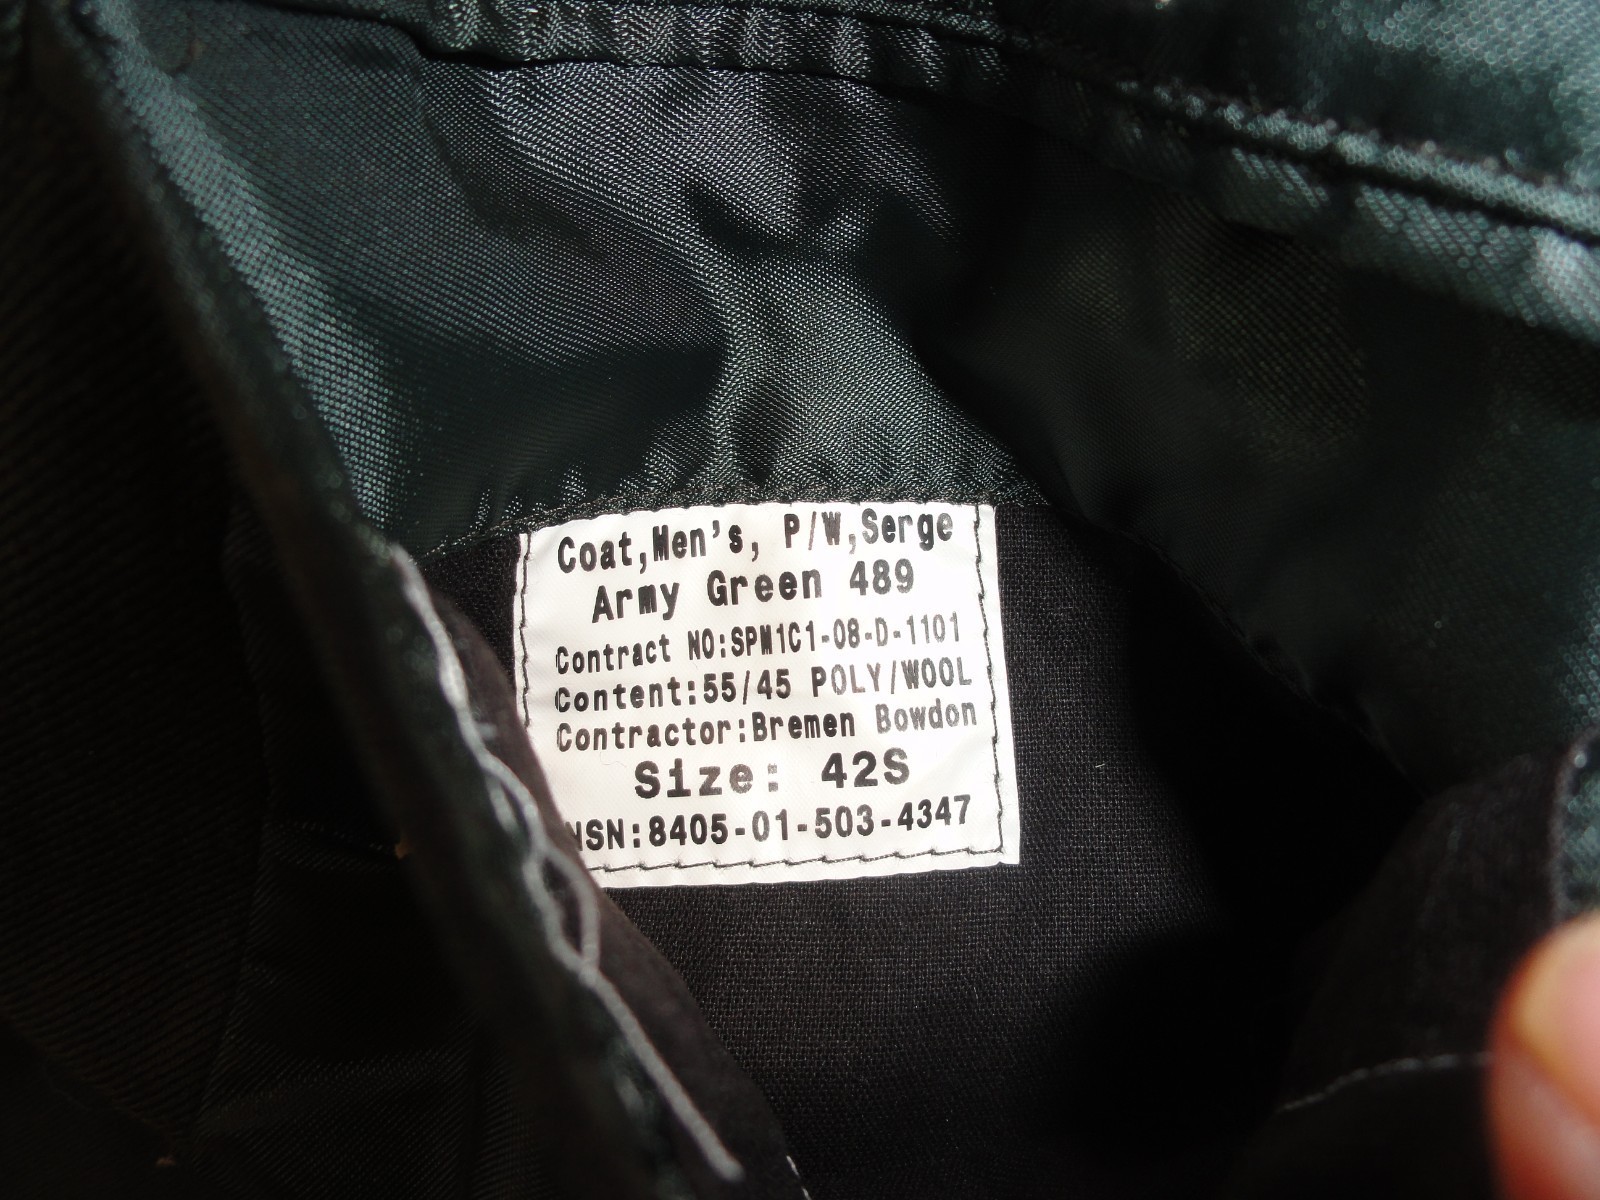 Coat,Men's, P/W,Serge
Army Green 489
Contract NO:SPM1C1-08-D-1101
Content:55/45 POLY/WOOL
Contractor:Bremen Bowdon
Size: 42S
NSN:8405-01-503-4347